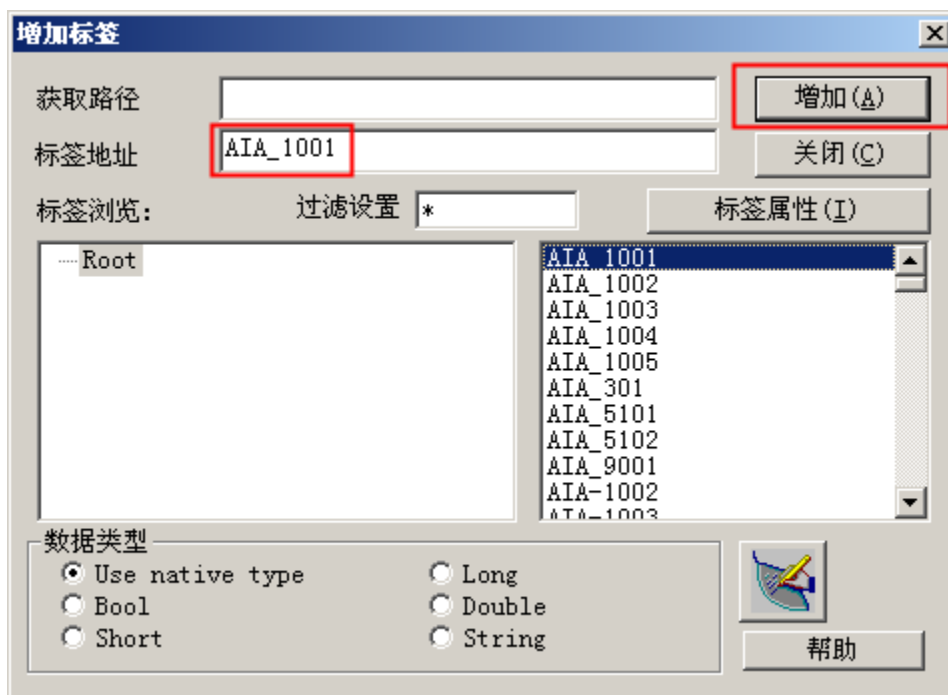 增加标签
获取路径
增加(A)
标签地址
AIA_1001
关闭(C)
标签浏览:
过滤设置
*
标签属性(I)
Root
AIA_1001
AIA_1002
AIA_1003
AIA_1004
AIA_1005
AIA_301
AIA_5101
AIA_5102
AIA_9001
AIA-1002
AIA-1003
数据类型
Use native type
Long
Bool
Double
Short
String
帮助